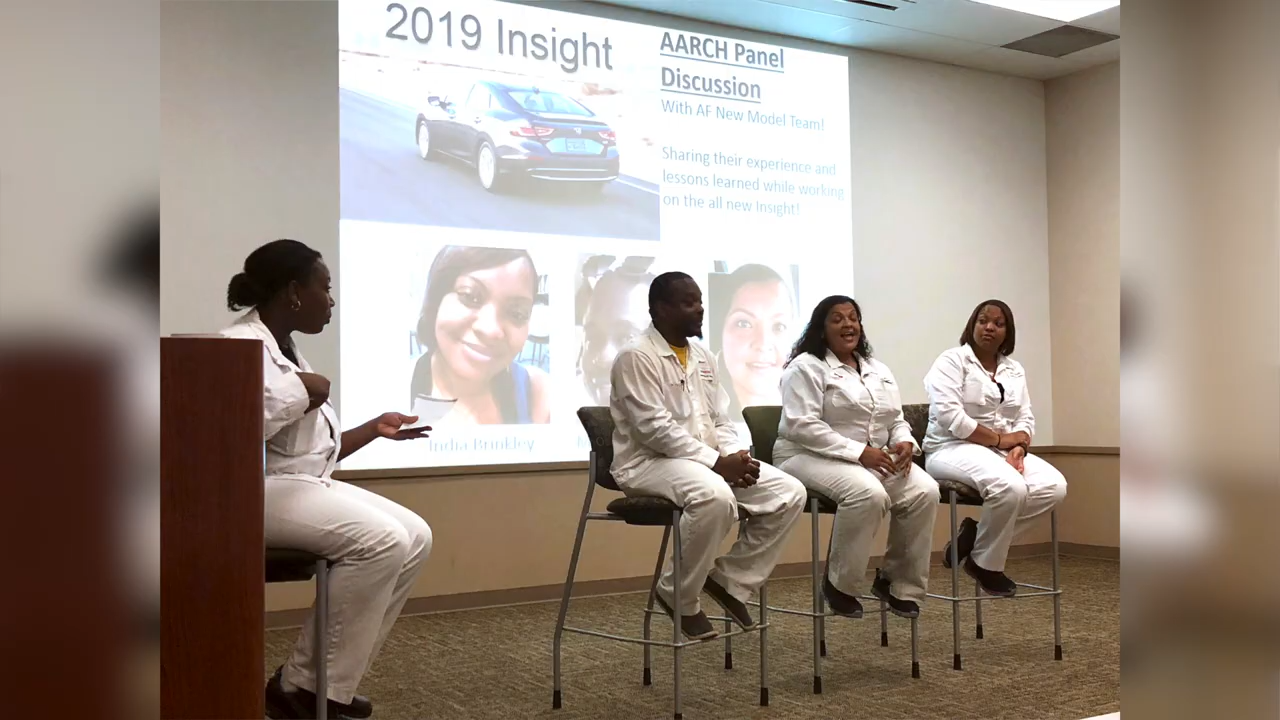 2019 Insight
AARCH Panel
Discussion
With AF New Model Team!
Sharing their experience and
lessons learned while working
on the all new Insight!
India Brinkley